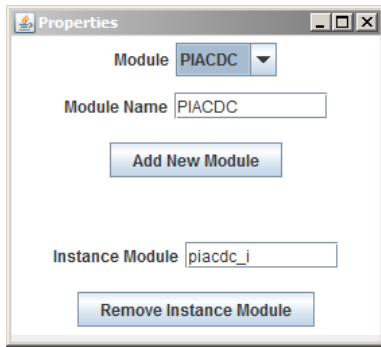 Properties
Module PIACDC
Module Name PIACDC
Add New Module
Instance Module piacdc_i
Remove Instance Module